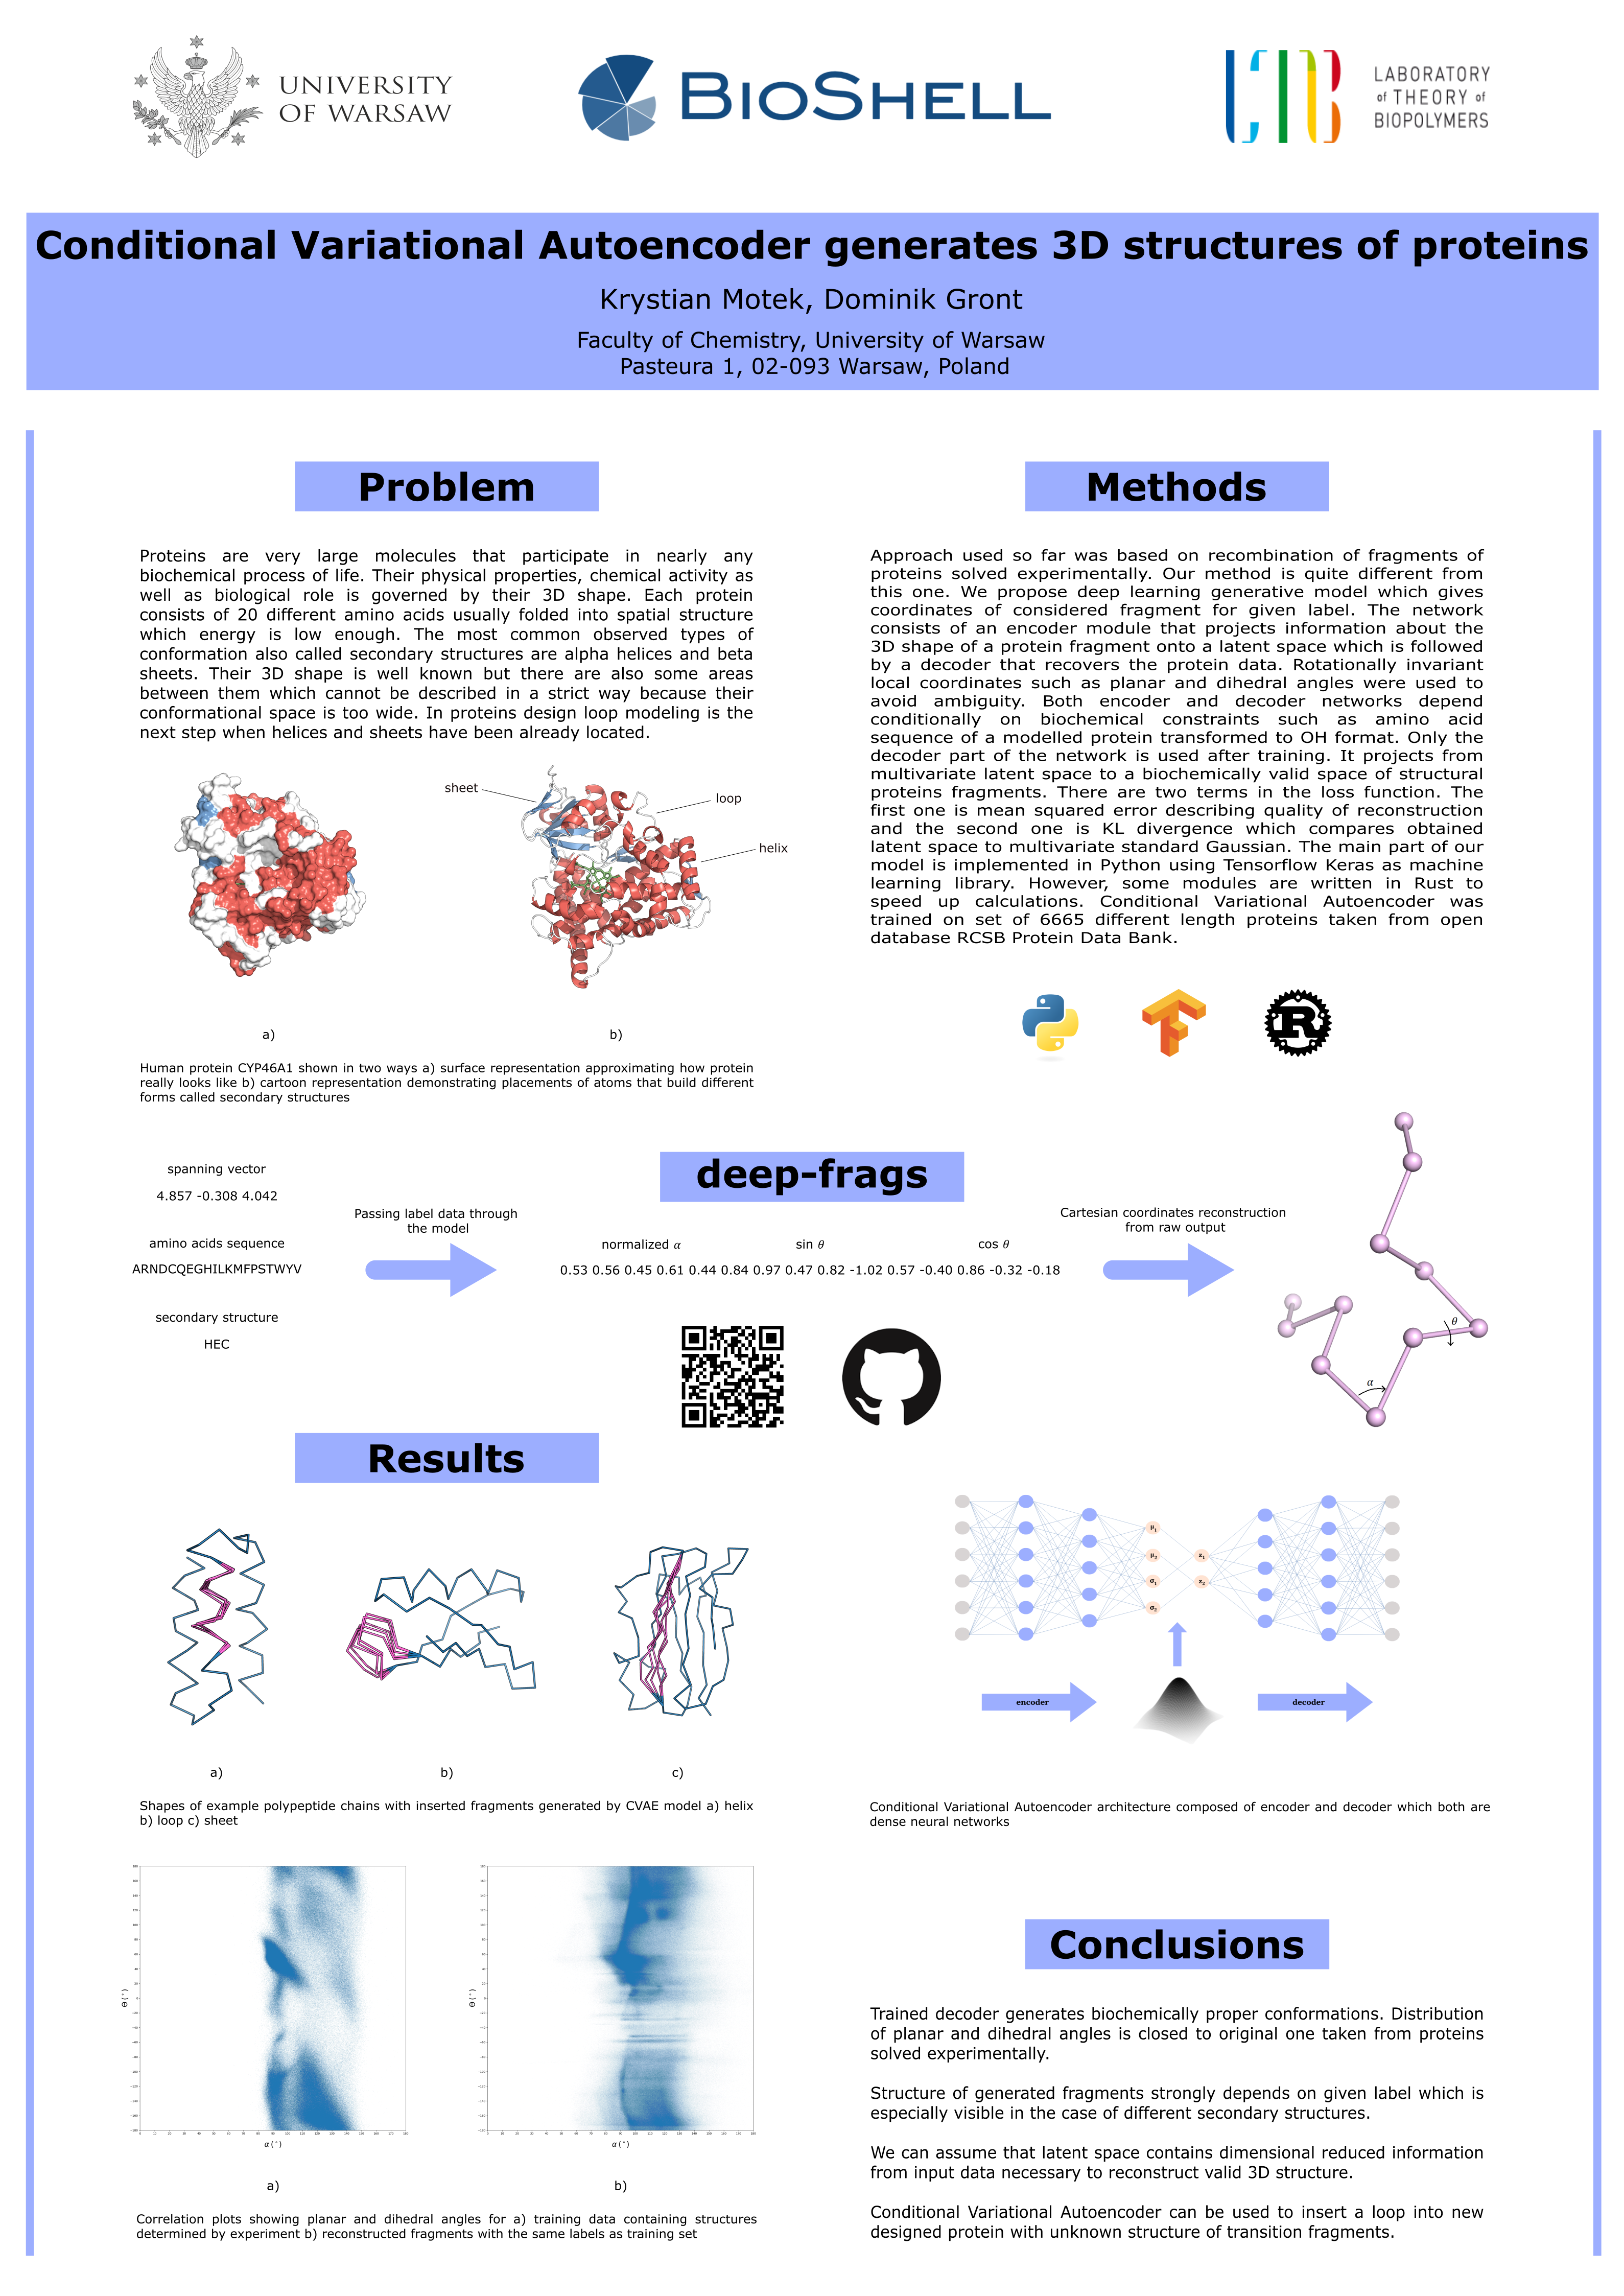 UNIVERSITY
OF WARSAW
BIOSHELL
LTB
LABORATORY
of THEORY of
BIOPOLYMERS
Conditional Variational Autoencoder generates 3D structures of proteins
Krystian Motek, Dominik Gront
Faculty of Chemistry, University of Warsaw
Pasteura 1, 02-093 Warsaw, Poland
Problem
Proteins are very large molecules that participate in nearly any
biochemical process of life. Their physical properties, chemical activity as
well as biological role is governed by their 3D shape. Each protein
consists of 20 different amino acids usually folded into spatial structure
which energy is low enough. The most common observed types of
conformation also called secondary structures are alpha helices and beta
sheets. Their 3D shape is well known but there are also some areas
between them which cannot be described in a strict way because their
conformational space is too wide. In proteins design loop modeling is the
next step when helices and sheets have been already located.
sheet
loop
helix
a)
b)
Human protein CYP46A1 shown in two ways a) surface representation approximating how protein
really looks like b) cartoon representation demonstrating placements of atoms that build different
forms called secondary structures
Methods
Approach used so far was based on recombination of fragments of
proteins solved experimentally. Our method is quite different from
this one. We propose deep learning generative model which gives
coordinates of considered fragment for given label. The network
consists of an encoder module that projects information about the
3D shape of a protein fragment onto a latent space which is followed
by a decoder that recovers the protein data. Rotationally invariant
local coordinates such as planar and dihedral angles were used to
avoid ambiguity. Both encoder and decoder networks depend
conditionally on biochemical constraints such as amino acid
sequence of a modelled protein transformed to OH format. Only the
decoder part of the network is used after training. It projects from
multivariate latent space to a biochemically valid space of structural
proteins fragments. There are two terms in the loss function. The
first one is mean squared error describing quality of reconstruction
and the second one is KL divergence which compares obtained
latent space to multivariate standard Gaussian. The main part of our
model is implemented in Python using Tensorflow Keras as machine
learning library. However, some modules are written in Rust to
speed up calculations. Conditional Variational Autoencoder was
trained on set of 6665 different length proteins taken from open
database RCSB Protein Data Bank.
R
deep-frags
spanning vector
4.857 -0.308 4.042
amino acids sequence
ARNDCQEGHILKMFPSTWYV
secondary structure
HEC
Passing label data through
the model
normalized α sin θ cos θ
0.53 0.56 0.45 0.61 0.44 0.84 0.97 0.47 0.82 -1.02 0.57 -0.40 0.86 -0.32 -0.18
Cartesian coordinates reconstruction
from raw output
θ
α
Results
a)
b)
c)
Shapes of example polypeptide chains with inserted fragments generated by CVAE model a) helix
b) loop c) sheet
μ1
μ2
σ1
σ2
z1
z2
encoder
decoder
Conditional Variational Autoencoder architecture composed of encoder and decoder which both are
dense neural networks
Θ (°)
α (°)
Θ (°)
α (°)
a)
b)
Correlation plots showing planar and dihedral angles for a) training data containing structures
determined by experiment b) reconstructed fragments with the same labels as training set
Conclusions
Trained decoder generates biochemically proper conformations. Distribution
of planar and dihedral angles is closed to original one taken from proteins
solved experimentally.
Structure of generated fragments strongly depends on given label which is
especially visible in the case of different secondary structures.
We can assume that latent space contains dimensional reduced information
from input data necessary to reconstruct valid 3D structure.
Conditional Variational Autoencoder can be used to insert a loop into new
designed protein with unknown structure of transition fragments.